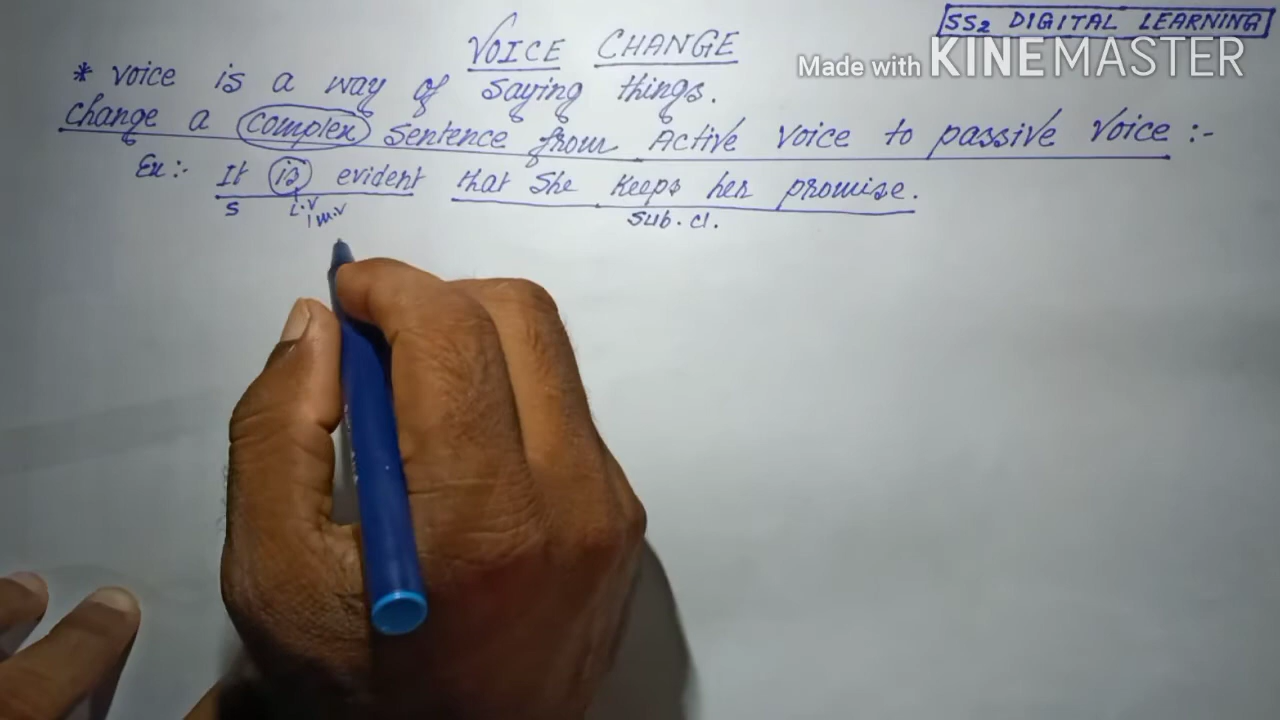 SS2 DIGITAL LEARNING
Made with KINEMASTER
VOICE CHANGE
* Voice is a way of saying things.
Change a complex sentence from Active voice to passive voice :-
Ex :- It is evident that she keeps her promise.
S L.V Sub. cl.
m.v